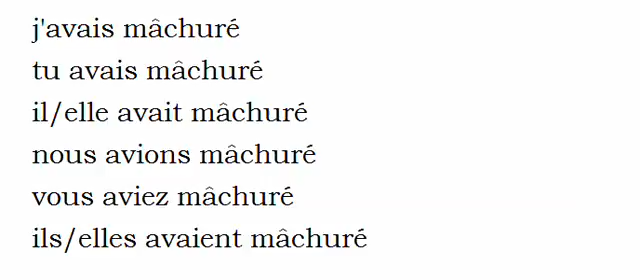 j'avais mâchuré
tu avais mâchuré
il/elle avait mâchuré
nous avions mâchuré
vous aviez mâchuré
ils/elles avaient mâchuré